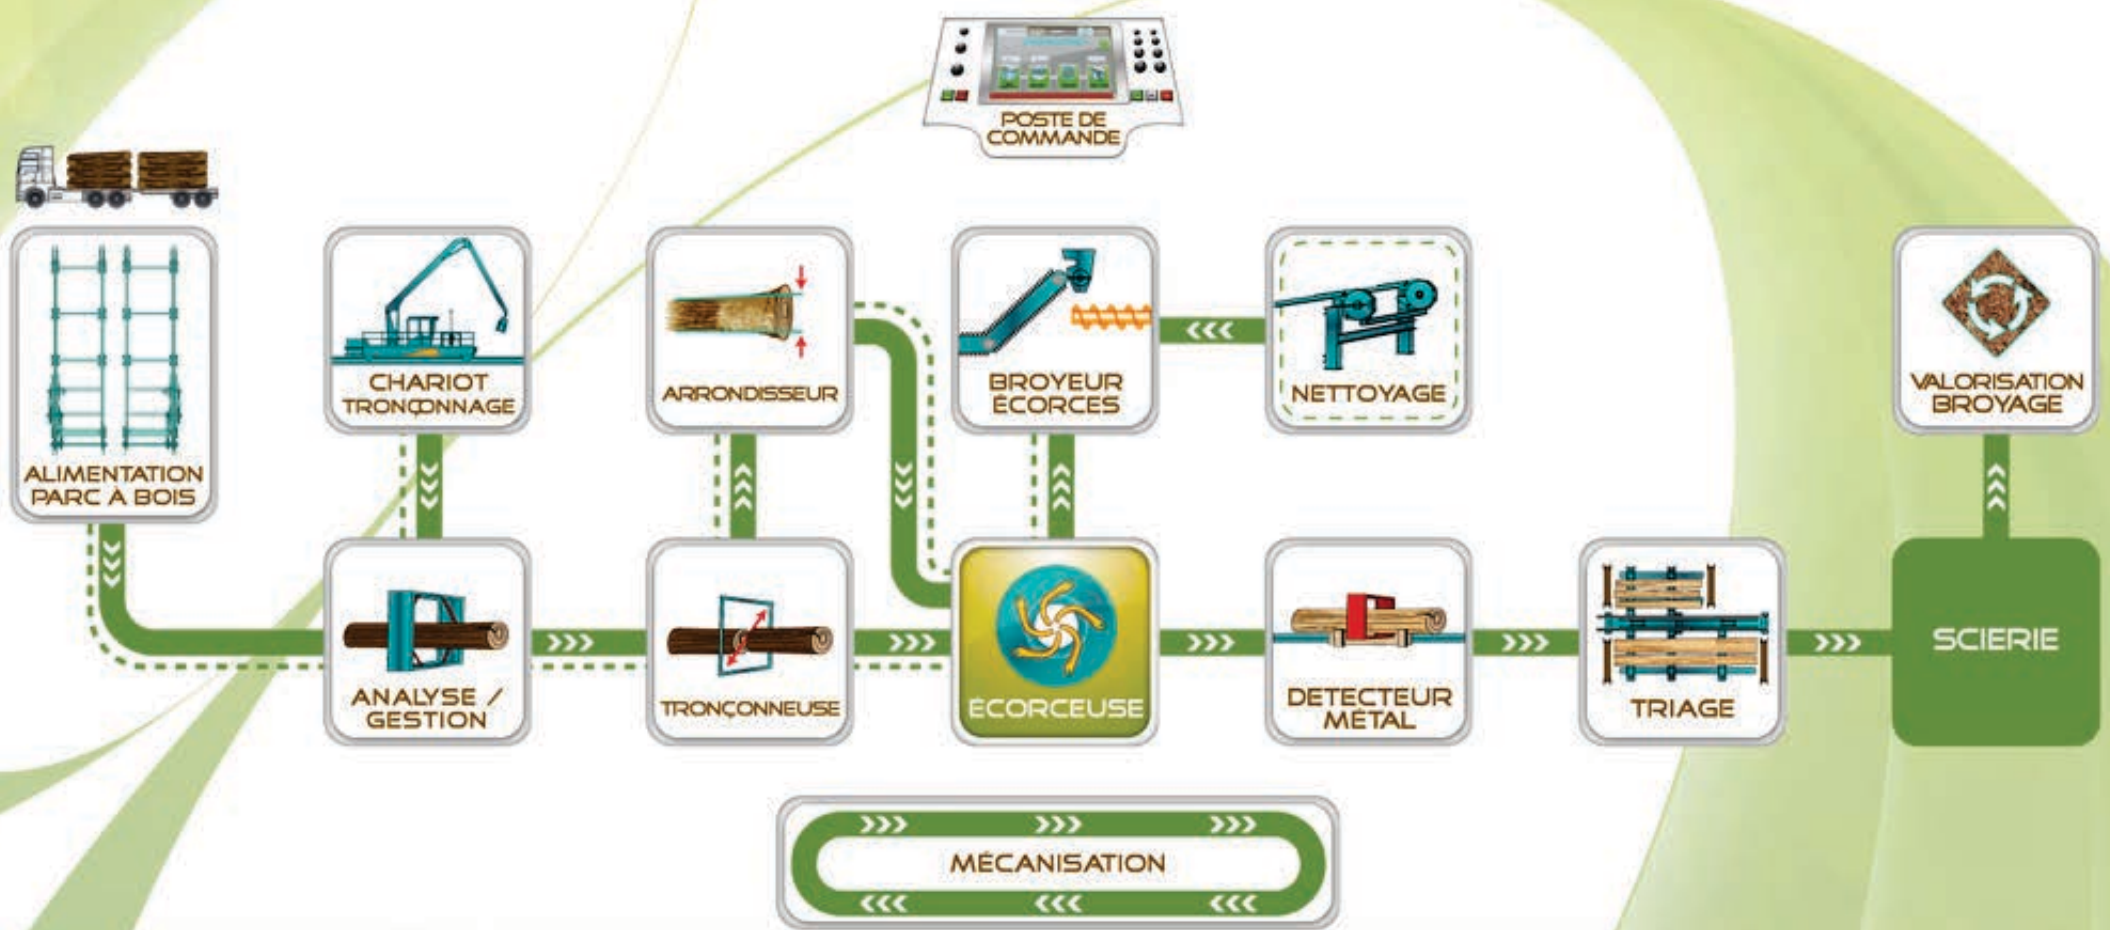 POSTE DE
COMMANDE
ALIMENTATION
PARC À BOIS
CHARIOT
TRONÇONNAGE
ARRONDISSEUR
BROYEUR
ÉCORCES
NETTOYAGE
VALORISATION
BROYAGE
ANALYSE /
GESTION
TRONÇONNEUSE
ÉCORCEUSE
DETECTEUR
MÉTAL
TRIAGE
SCIERIE
MÉCANISATION